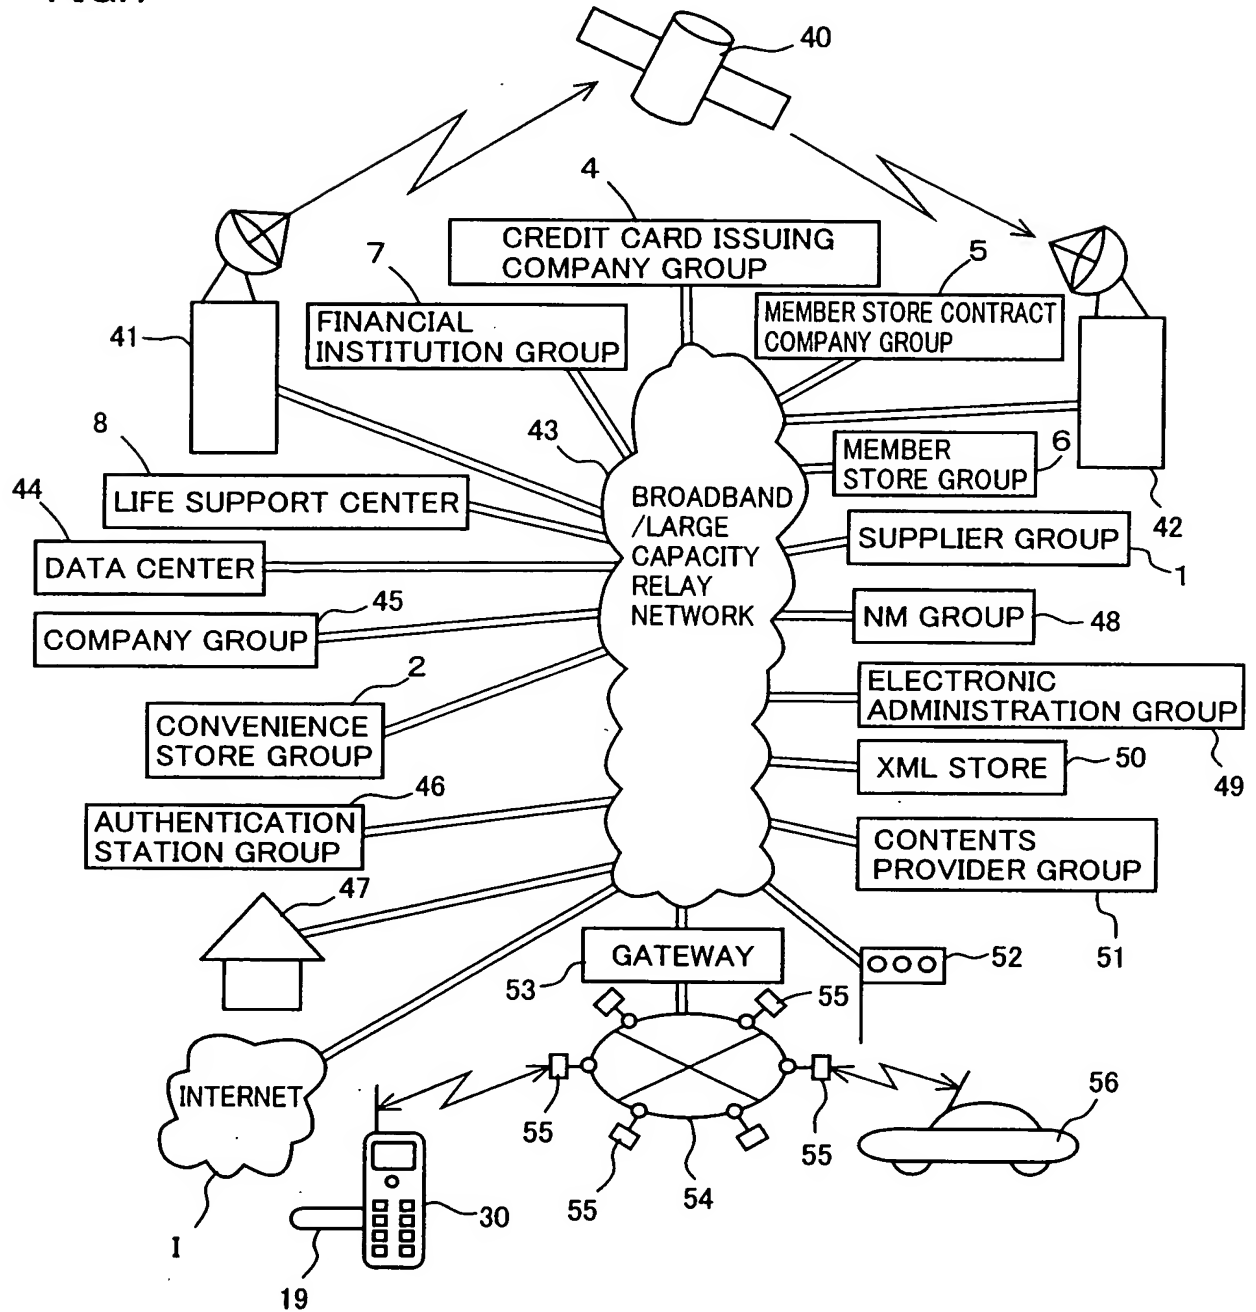 40
4
CREDIT CARD ISSUING
COMPANY GROUP
7
FINANCIAL
INSTITUTION GROUP
5
MEMBER STORE CONTRACT
COMPANY GROUP
41
8
LIFE SUPPORT CENTER
43
BROADBAND
/LARGE
CAPACITY
RELAY
NETWORK
MEMBER
STORE GROUP
6
42
44
DATA CENTER
SUPPLIER GROUP
1
45
COMPANY GROUP
NM GROUP
48
2
CONVENIENCE
STORE GROUP
ELECTRONIC
ADMINISTRATION GROUP
49
XML STORE
50
46
AUTHENTICATION
STATION GROUP
CONTENTS
PROVIDER GROUP
51
47
GATEWAY
53
52
55
INTERNET
I
55
55
54
55
56
30
19